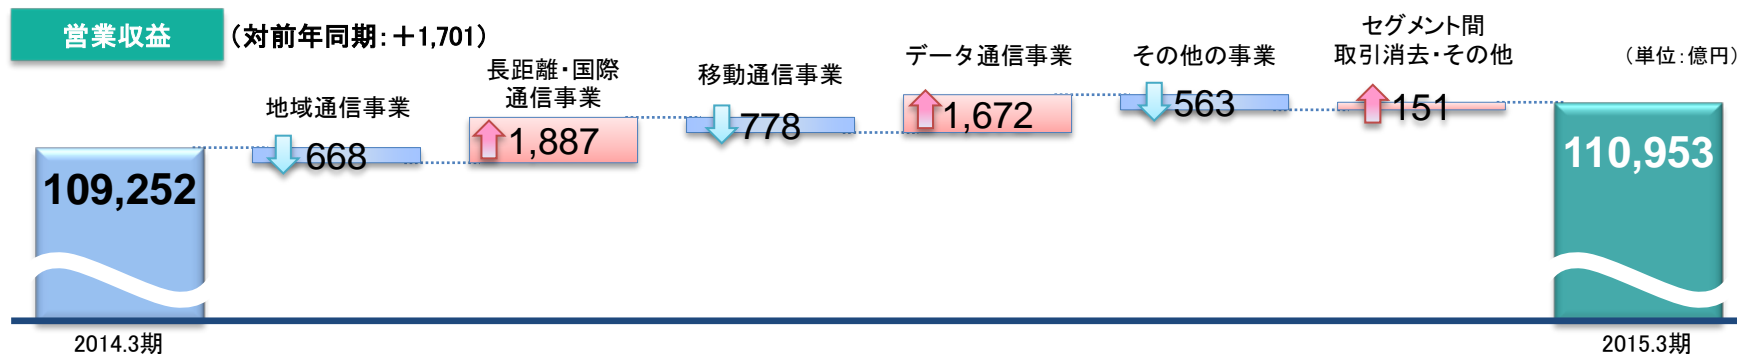 営業収益
（対前年同期：＋1,701）
（単位：億円）
109,252
地域通信事業
668
長距離・国際
通信事業
1,887
移動通信事業
778
データ通信事業
1,672
その他の事業
563
セグメント間
取引消去・その他
151
110,953
2014.3期
2015.3期